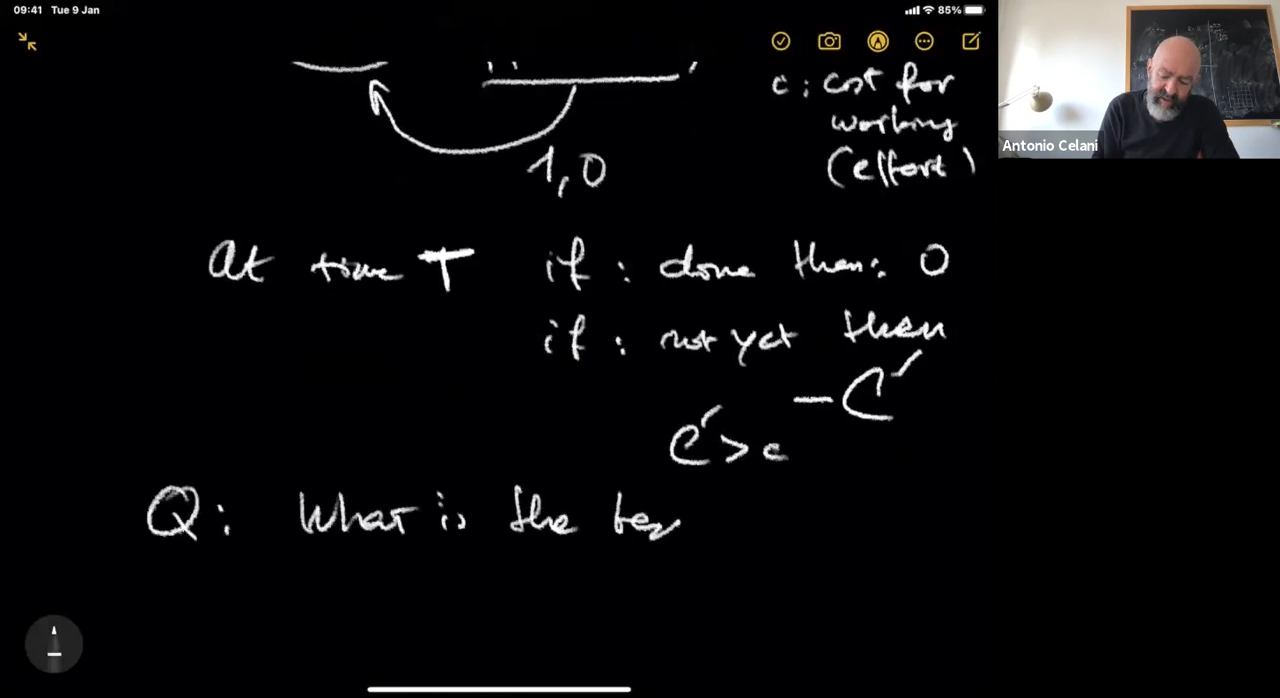 09:41 Tue 9 Jan
85%
c: cost for
working
(effort)
1,0
Antonio Celani
At time T if: done then: 0
if: not yet then
-C'
C'>c
Q: What is the